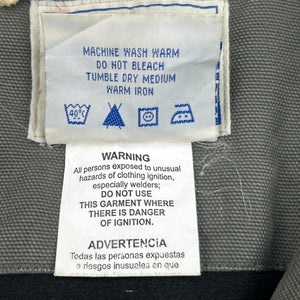 MACHINE WASH WARM
DO NOT BLEACH
TUMBLE DRY MEDIUM
WARM IRON
40°C
WARNING
All persons exposed to unusual
hazards of clothing ignition,
especially welders;
DO NOT USE
THIS GARMENT WHERE
THERE IS DANGER
OF IGNITION.
ADVERTENCIA
Todas las personas expuestas
a riesgos inusuales en que